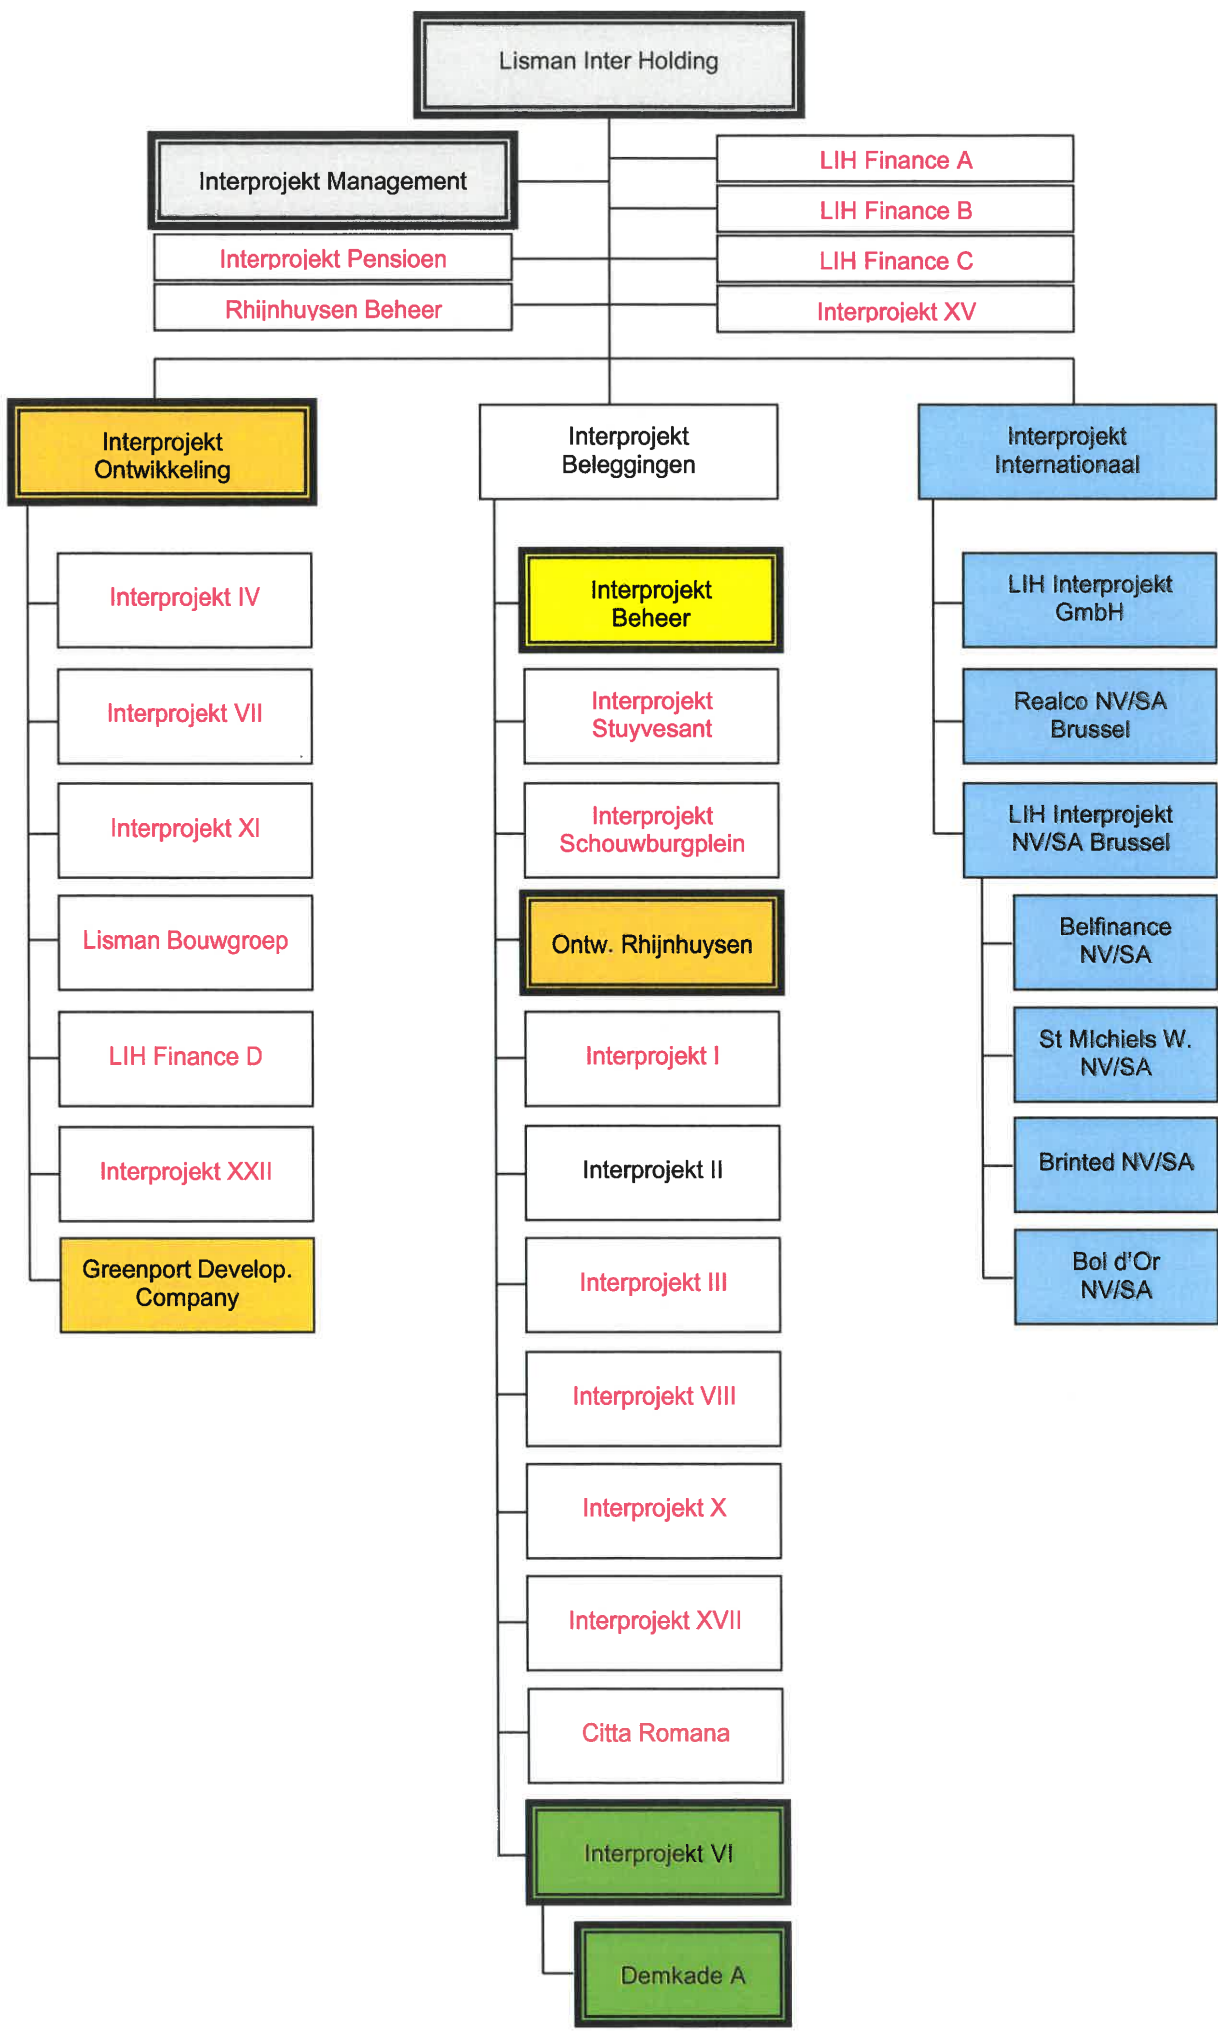 Lisman Inter Holding
Interprojekt Management
Interprojekt Pensioen
Rhijnhuysen Beheer
LIH Finance A
LIH Finance B
LIH Finance C
Interprojekt XV
Interprojekt
Ontwikkeling
Interprojekt IV
Interprojekt VII
Interprojekt XI
Lisman Bouwgroep
LIH Finance D
Interprojekt XXII
Greenport Develop.
Company
Interprojekt
Beleggingen
Interprojekt
Beheer
Interprojekt
Stuyvesant
Interprojekt
Schouwburgplein
Ontw. Rhijnhuysen
Interprojekt I
Interprojekt II
Interprojekt III
Interprojekt VIII
Interprojekt X
Interprojekt XVII
Citta Romana
Interprojekt VI
Demkade A
Interprojekt
Internationaal
LIH Interprojekt
GmbH
Realco NV/SA
Brussel
LIH Interprojekt
NV/SA Brussel
Belfinance
NV/SA
St Michiels W.
NV/SA
Brinted NV/SA
Bol d'Or
NV/SA